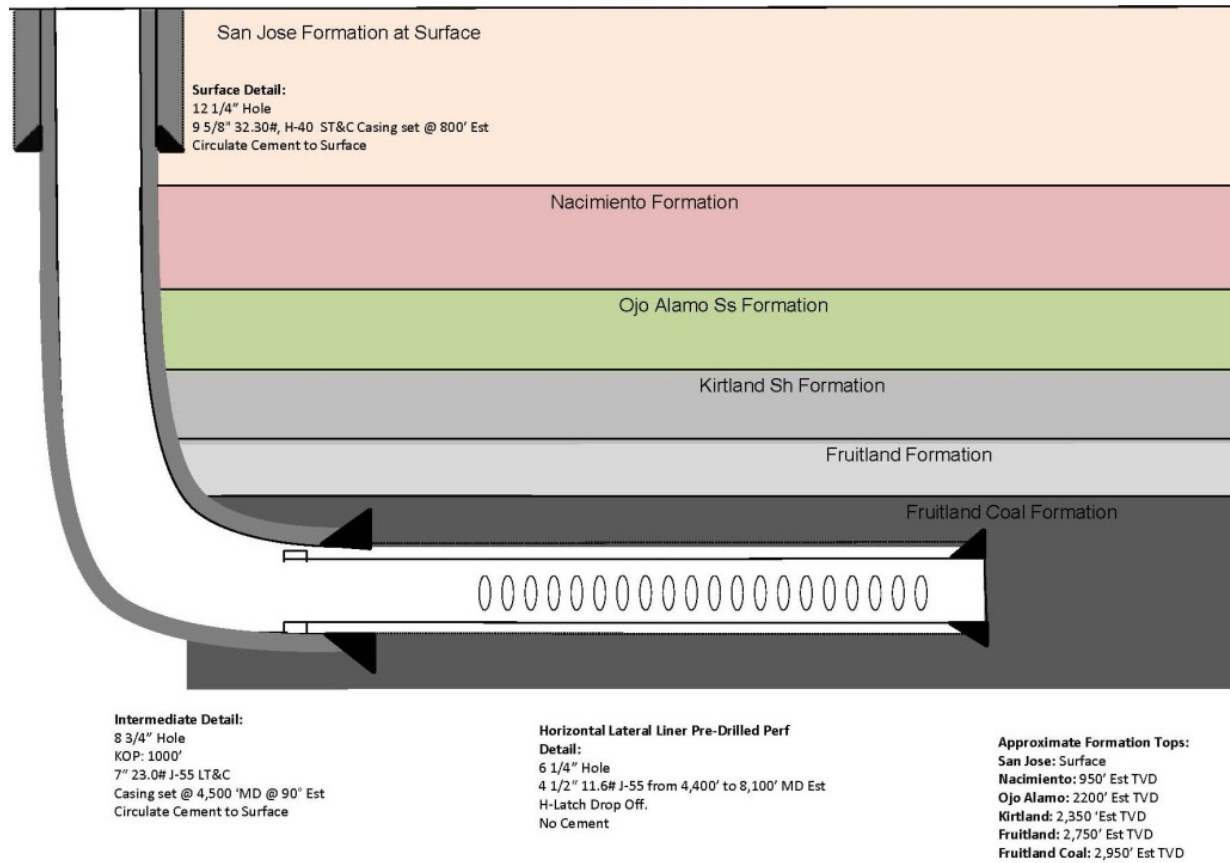 San Jose Formation at Surface
Surface Detail:
12 1/4" Hole
9 5/8" 32.30#, H-40 ST&C Casing set @ 800' Est
Circulate Cement to Surface
Nacimiento Formation
Ojo Alamo Ss Formation
Kirtland Sh Formation
Fruitland Formation
Fruitland Coal Formation
Intermediate Detail:
8 3/4" Hole
KOP: 1000'
7" 23.0# J-55 LT&C
Casing set @ 4,500 'MD @ 90° Est
Circulate Cement to Surface
Horizontal Lateral Liner Pre-Drilled Perf
Detail:
6 1/4" Hole
4 1/2" 11.6# J-55 from 4,400' to 8,100' MD Est
H-Latch Drop Off.
No Cement
Approximate Formation Tops:
San Jose: Surface
Nacimiento: 950' Est TVD
Ojo Alamo: 2200' Est TVD
Kirtland: 2,350 'Est TVD
Fruitland: 2,750' Est TVD
Fruitland Coal: 2,950' Est TVD